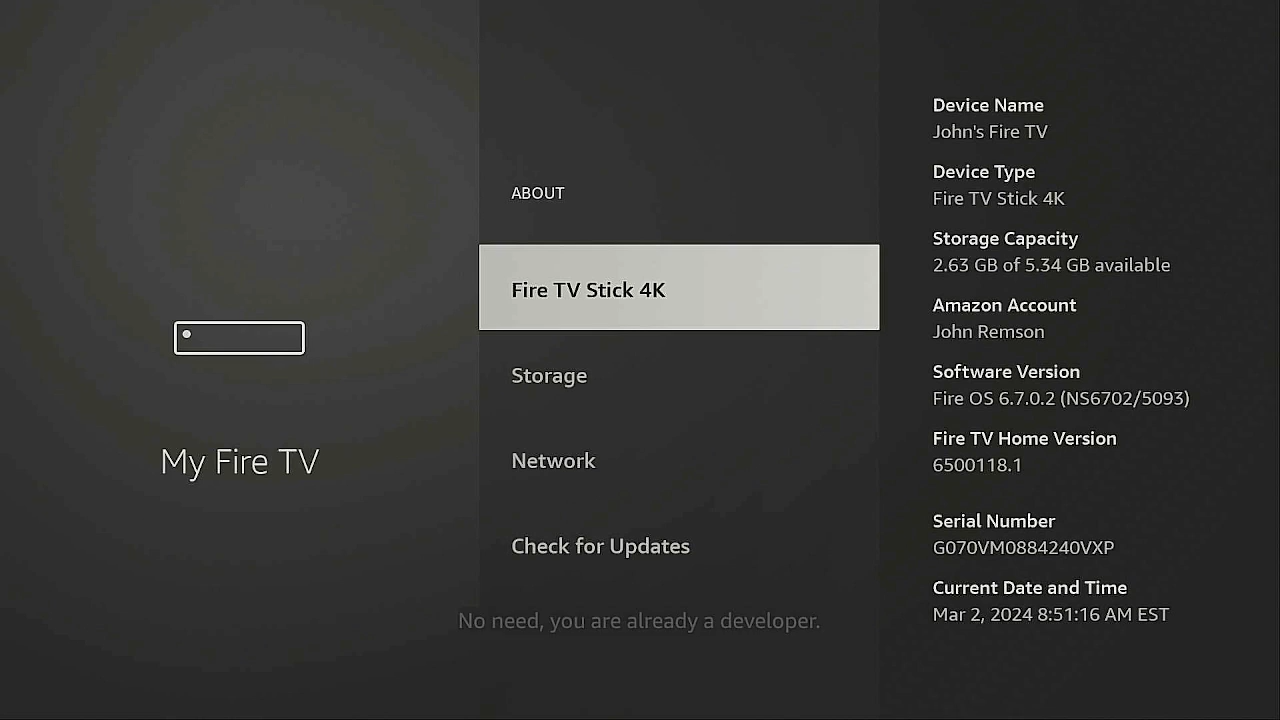 My Fire TV
ABOUT
Fire TV Stick 4K
Storage
Network
Check for Updates
No need, you are already a developer.
Device Name
John's Fire TV
Device Type
Fire TV Stick 4K
Storage Capacity
2.63 GB of 5.34 GB available
Amazon Account
John Remson
Software Version
Fire OS 6.7.0.2 (NS6702/5093)
Fire TV Home Version
6500118.1
Serial Number
G070VM0884240VXP
Current Date and Time
Mar 2, 2024 8:51:16 AM EST